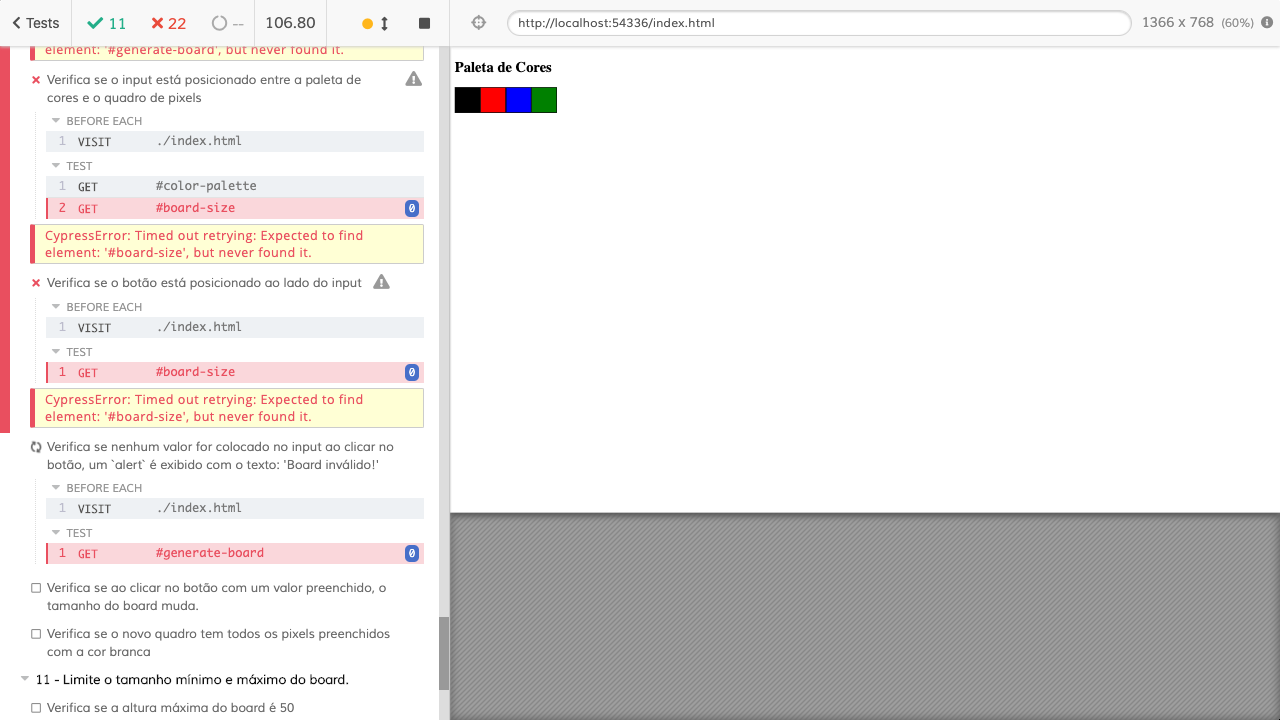 Tests 11 22 -- 106.80 http://localhost:54336/index.html 1366 x 768 (60%)
element: '#generate-board', but never found it.
Verifica se o input está posicionado entre a paleta de
cores e o quadro de pixels
BEFORE EACH
1 VISIT ./index.html
TEST
1 GET #color-palette
2 GET #board-size 0
CypressError: Timed out retrying: Expected to find
element: '#board-size', but never found it.
Verifica se o botão está posicionado ao lado do input
BEFORE EACH
1 VISIT ./index.html
TEST
1 GET #board-size 0
CypressError: Timed out retrying: Expected to find
element: '#board-size', but never found it.
Verifica se nenhum valor for colocado no input ao clicar no
botão, um `alert` é exibido com o texto: 'Board inválido!'
BEFORE EACH
1 VISIT ./index.html
TEST
1 GET #generate-board 0
Verifica se ao clicar no botão com um valor preenchido, o
tamanho do board muda.
Verifica se o novo quadro tem todos os pixels preenchidos
com a cor branca
11 - Limite o tamanho mínimo e máximo do board.
Verifica se a altura máxima do board é 50
Paleta de Cores